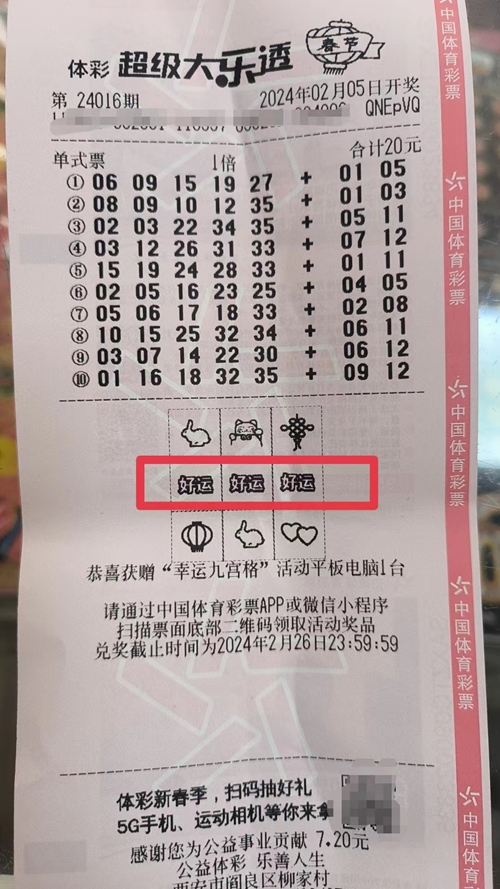 体彩 超级大乐透 春节
第 24016期 2024年02月05日开奖
QNEpVQ
单式票 1倍 合计20元
① 06 09 15 19 27 + 01 05
② 08 09 10 12 35 + 01 03
③ 02 03 22 34 35 + 05 11
④ 03 12 26 31 33 + 07 12
⑤ 15 19 24 28 33 + 01 11
⑥ 02 05 16 23 25 + 04 05
⑦ 05 06 17 18 33 + 02 08
⑧ 10 15 25 32 34 + 06 11
⑨ 03 07 14 22 30 + 06 12
⑩ 01 16 18 32 35 + 09 12
好运 好运 好运
恭喜获赠“幸运九宫格”活动平板电脑1台
请通过中国体育彩票APP或微信小程序
扫描票面底部二维码领取活动奖品
兑奖截止时间为2024年2月26日23:59:59
体彩新春季，扫码抽好礼
5G手机、运动相机等你来拿
感谢您为公益事业贡献 7.20元
公益体彩 乐善人生
西安市阎良区柳家村
中国体育彩票
中国体育彩票
中国体育彩票
中国体育彩票
中国体育彩